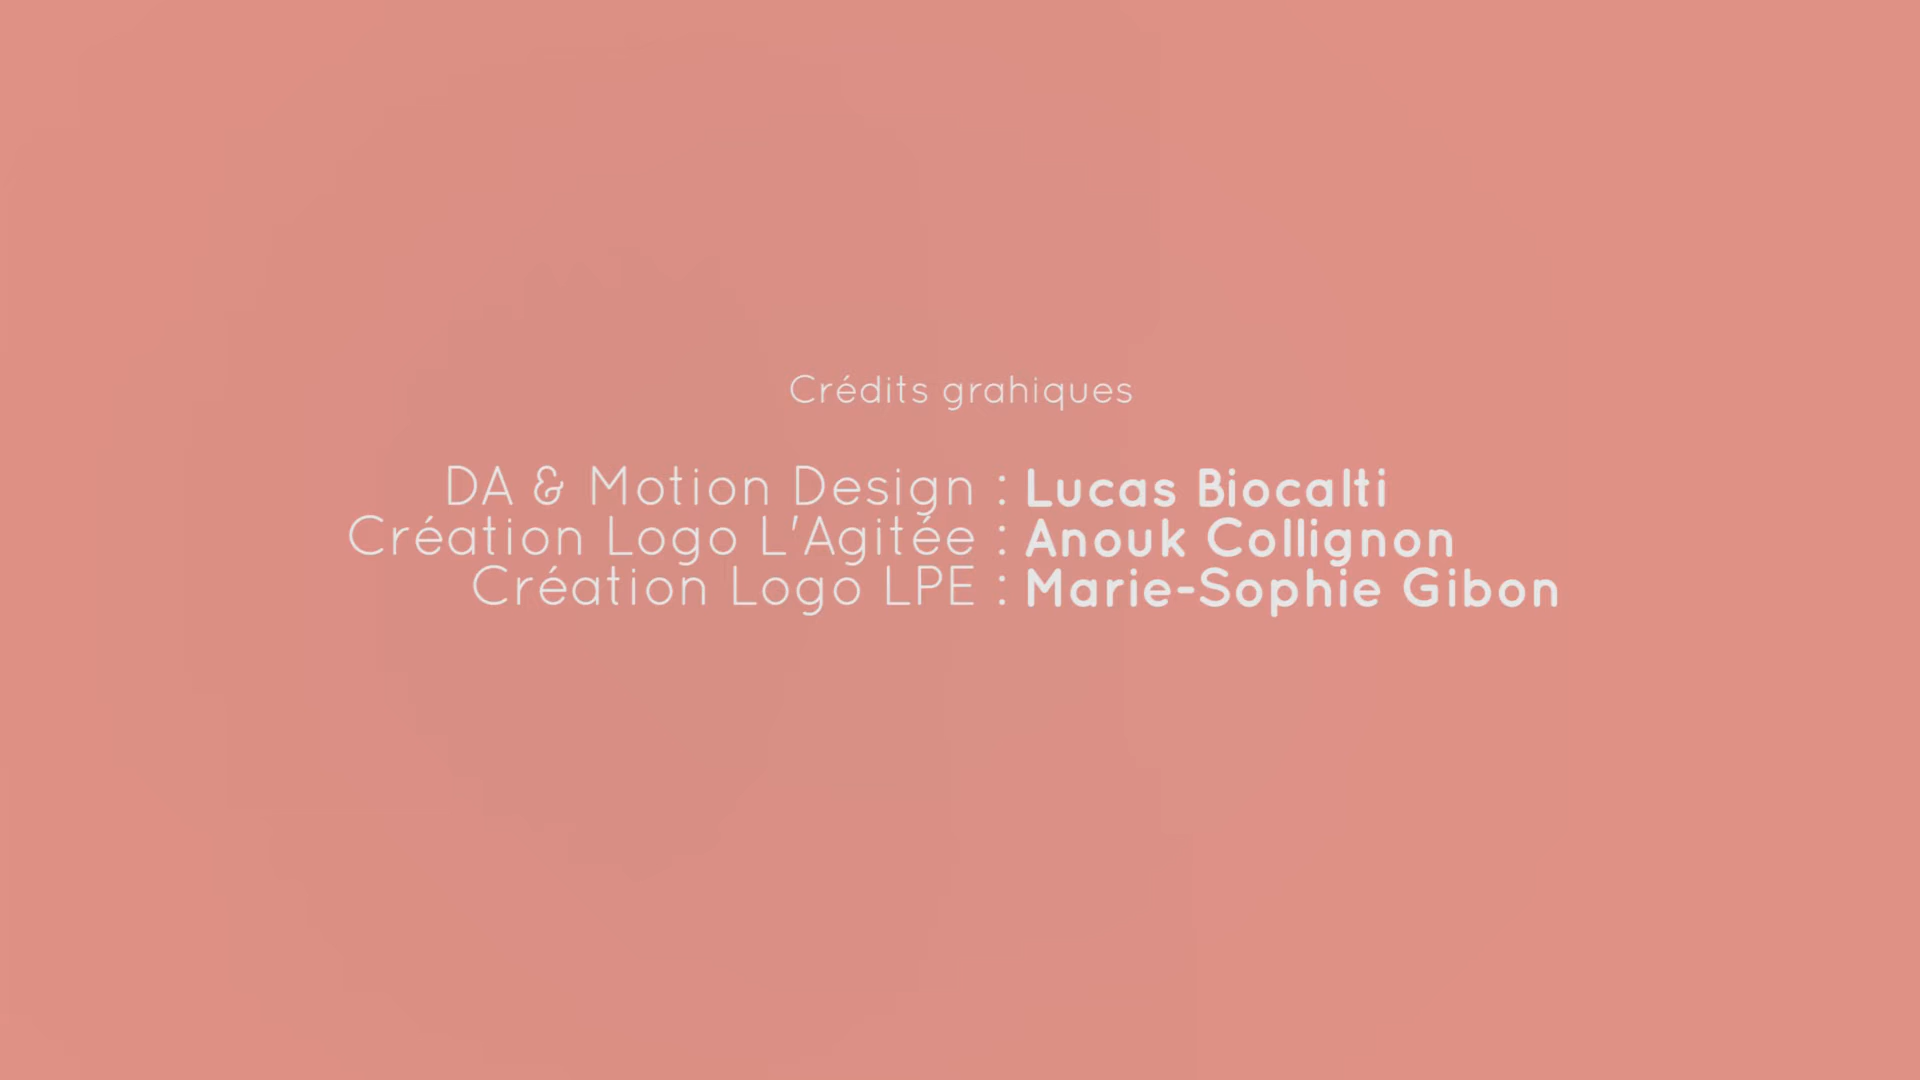 Crédits grahiques
DA & Motion Design : Lucas Biocalti
Création Logo L'Agitée : Anouk Collignon
Création Logo LPE : Marie-Sophie Gibon